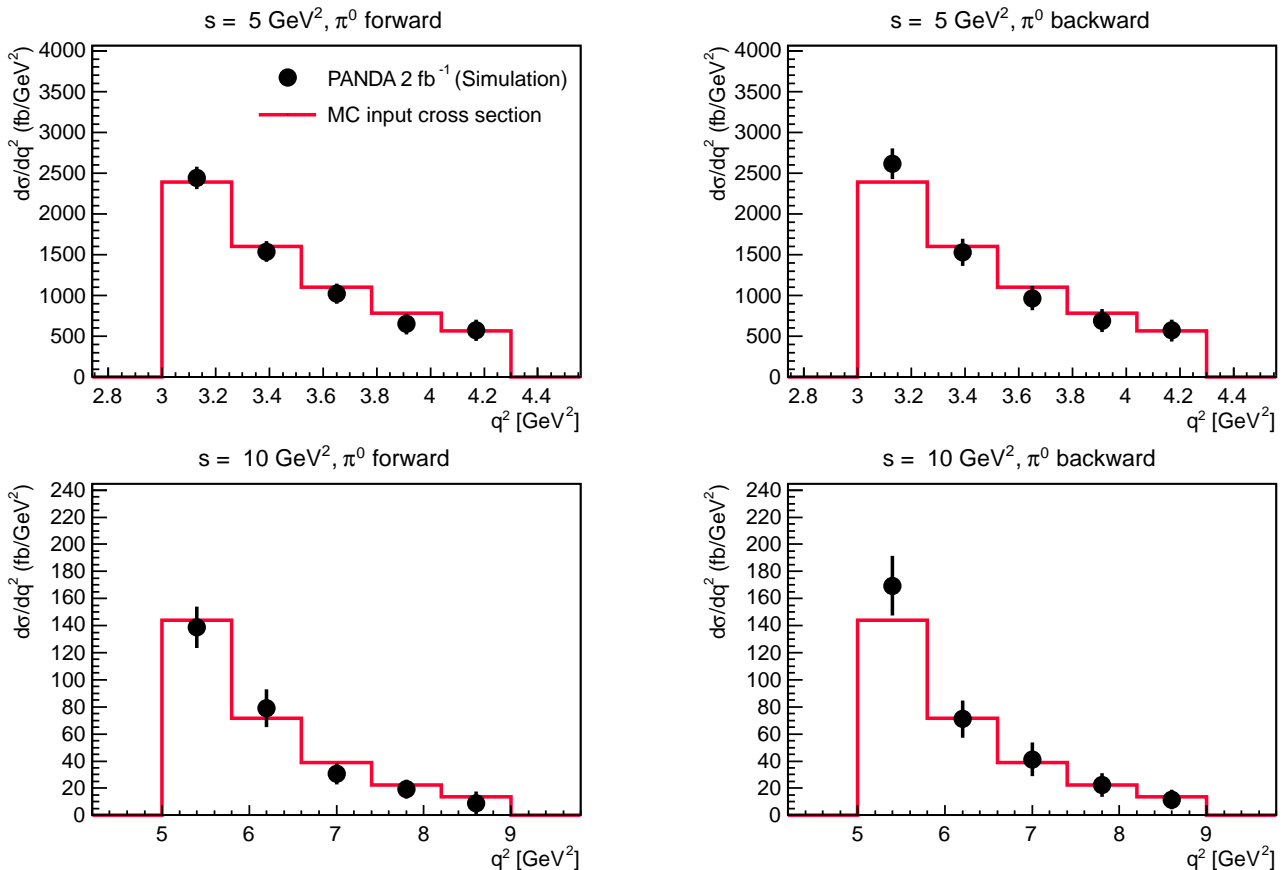 s = 5 GeV², π⁰ forward
dσ/dq² (fb/GeV²)
4000
3500
3000
2500
2000
1500
1000
500
0
PANDA 2 fb⁻¹ (Simulation)
MC input cross section
2.8 3 3.2 3.4 3.6 3.8 4 4.2 4.4
q² [GeV²]
s = 5 GeV², π⁰ backward
dσ/dq² (fb/GeV²)
4000
3500
3000
2500
2000
1500
1000
500
0
2.8 3 3.2 3.4 3.6 3.8 4 4.2 4.4
q² [GeV²]
s = 10 GeV², π⁰ forward
dσ/dq² (fb/GeV²)
240
220
200
180
160
140
120
100
80
60
40
20
0
5 6 7 8 9
q² [GeV²]
s = 10 GeV², π⁰ backward
dσ/dq² (fb/GeV²)
240
220
200
180
160
140
120
100
80
60
40
20
0
5 6 7 8 9
q² [GeV²]